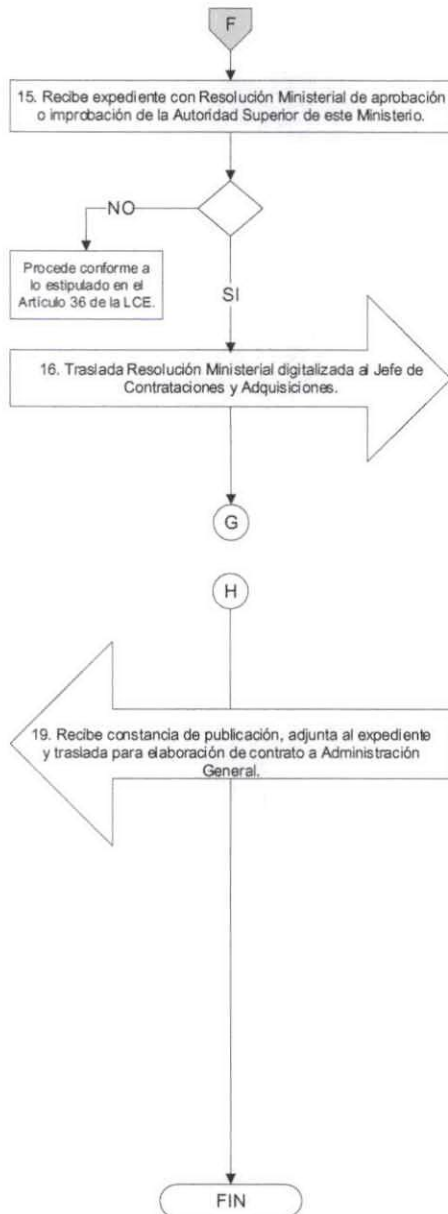 F
15. Recibe expediente con Resolución Ministerial de aprobación
o improbación de la Autoridad Superior de este Ministerio.
NO
Procede conforme a
lo estipulado en el
Artículo 36 de la LCE.
SI
16. Traslada Resolución Ministerial digitalizada al Jefe de
Contrataciones y Adquisiciones.
G
H
19. Recibe constancia de publicación, adjunta al expediente
y traslada para elaboración de contrato a Administración
General.
FIN